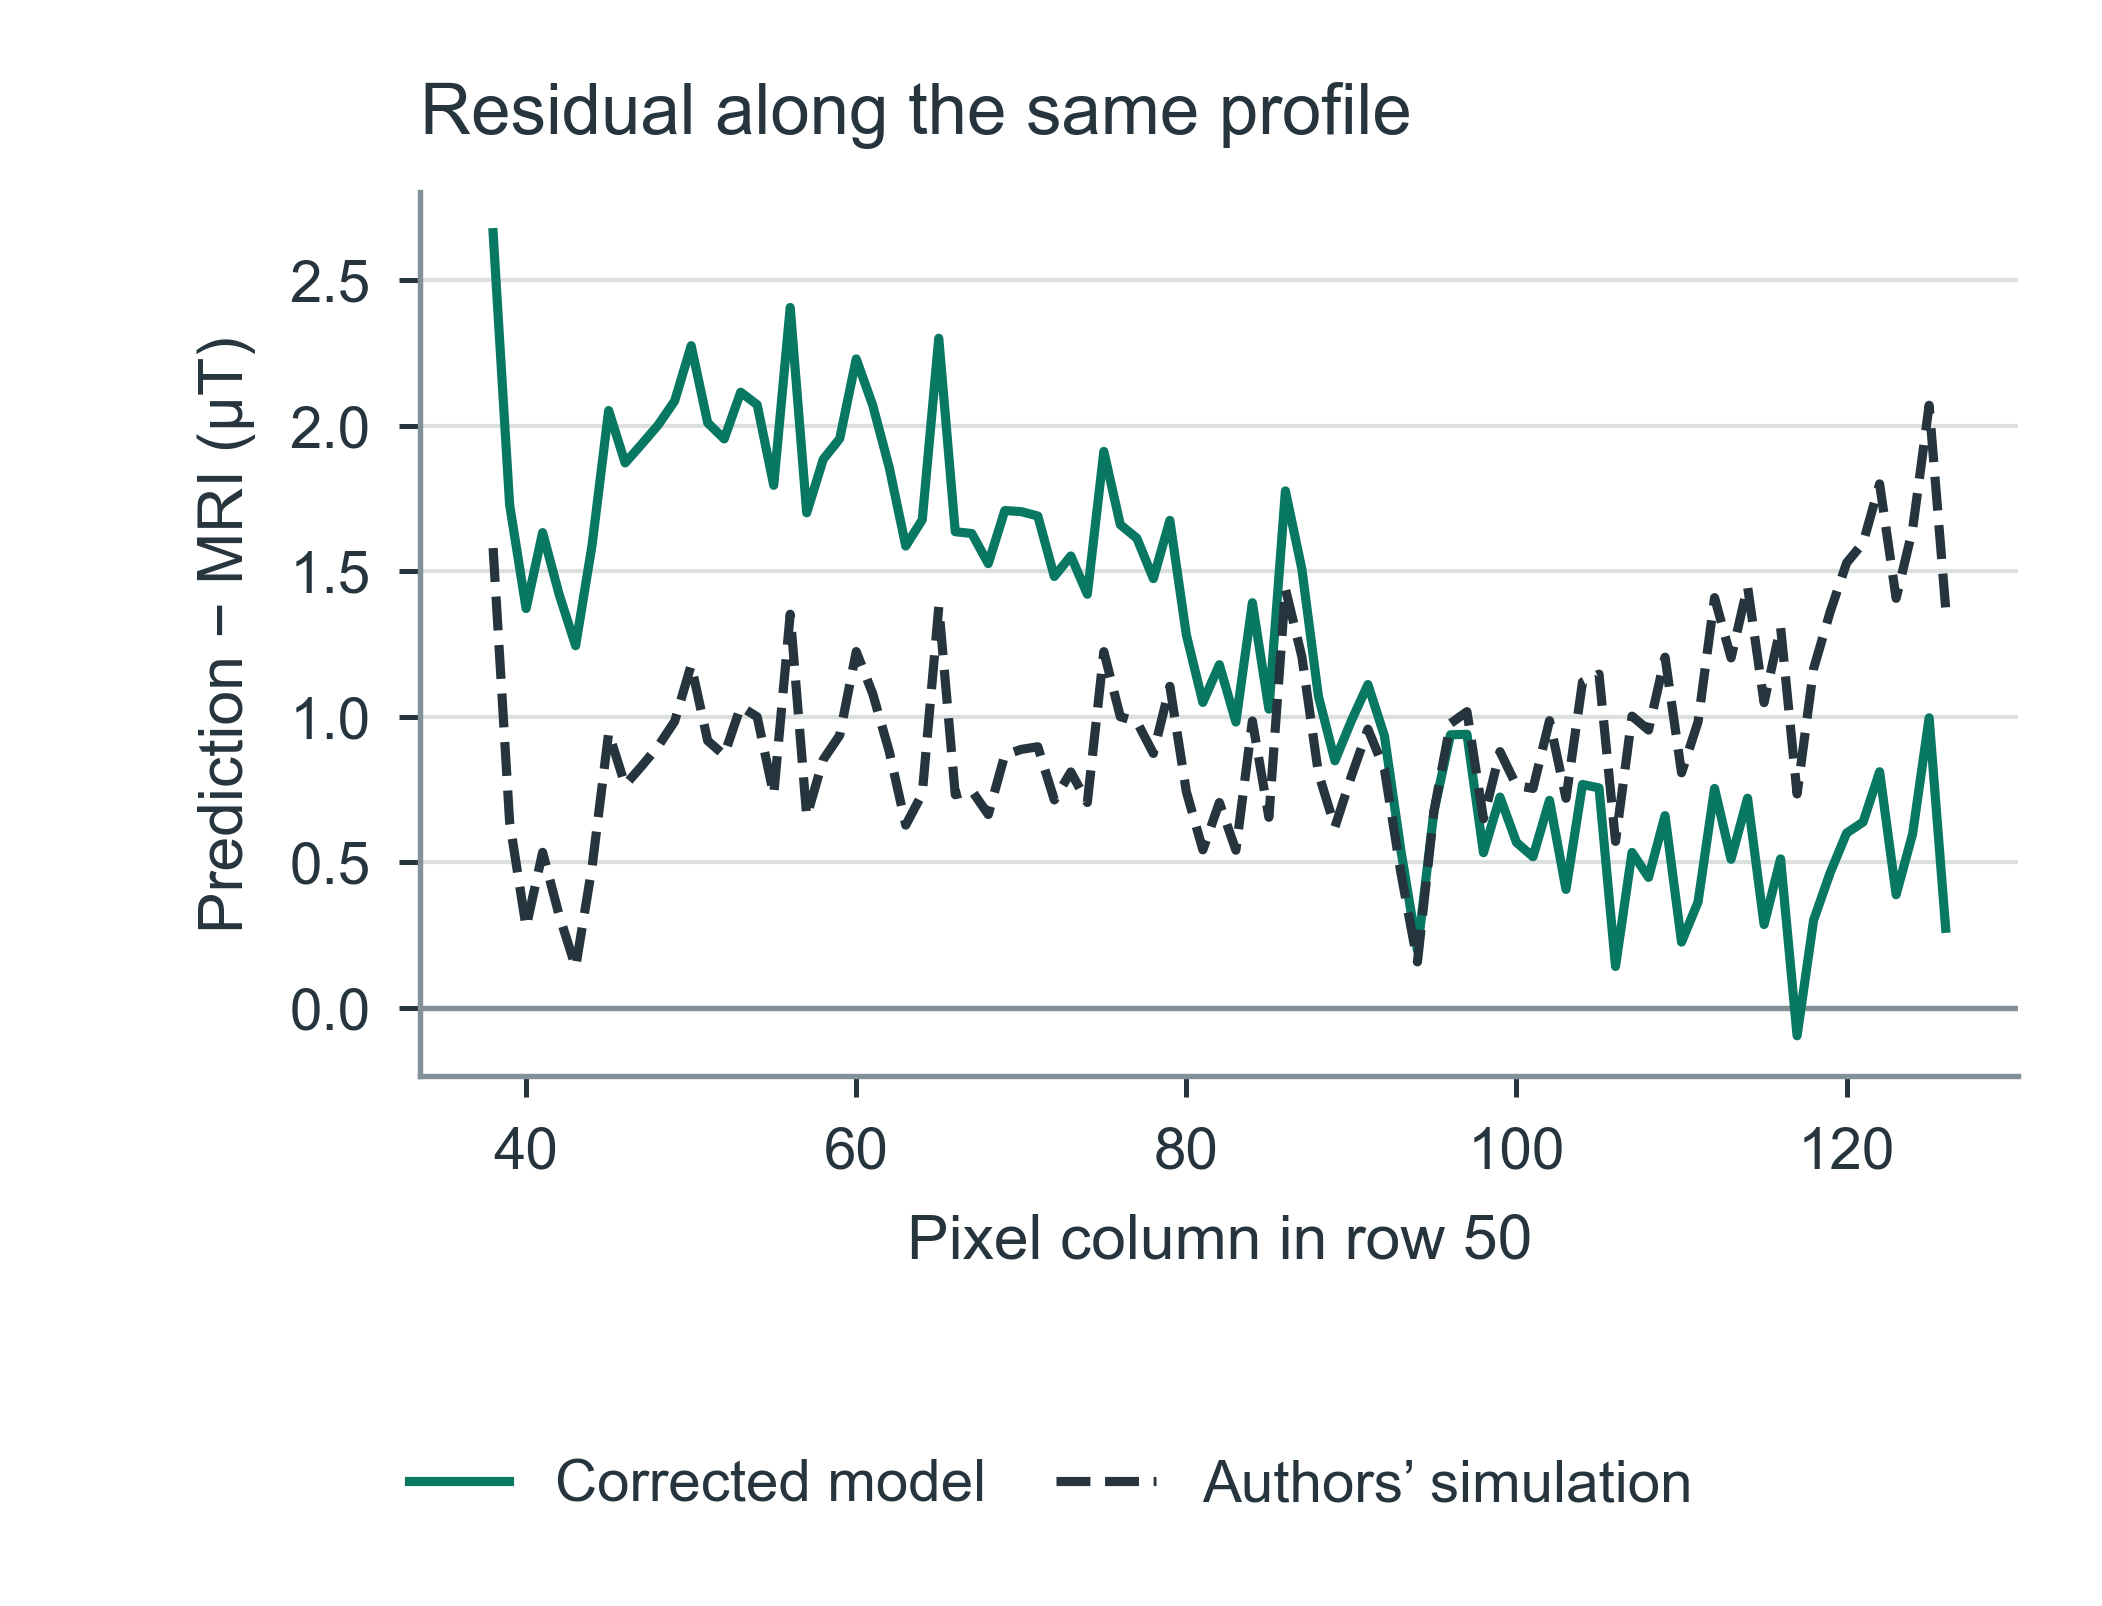 Residual along the same profile
Prediction − MRI (μT)
2.5
2.0
1.5
1.0
0.5
0.0
40 60 80 100 120
Pixel column in row 50
Corrected model Authors’ simulation